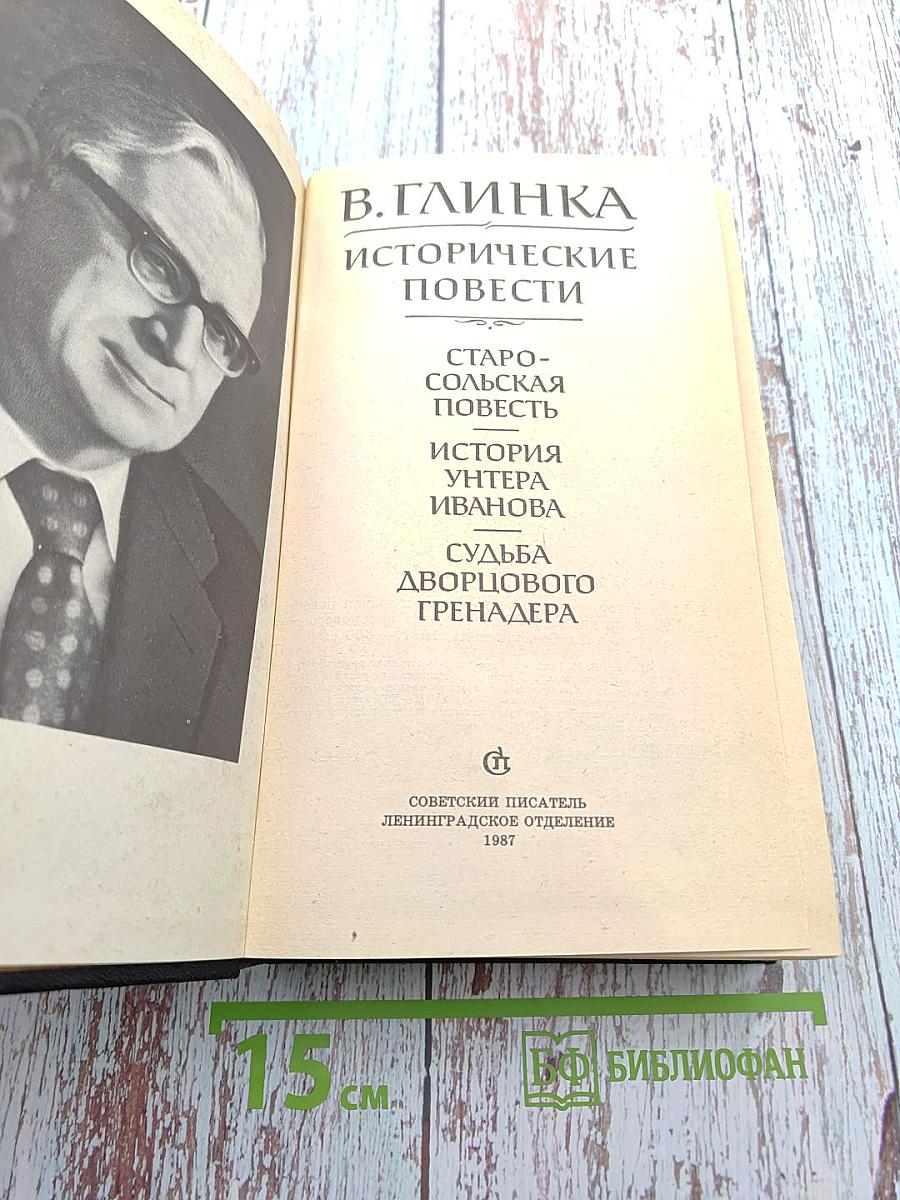 В. ГЛИНКА
ИСТОРИЧЕСКИЕ
ПОВЕСТИ
СТАРО-
СОЛЬСКАЯ
ПОВЕСТЬ
ИСТОРИЯ
УНТЕРА
ИВАНОВА
СУДЬБА
ДВОРЦОВОГО
ГРЕНАДЕРА
СП
СОВЕТСКИЙ ПИСАТЕЛЬ
ЛЕНИНГРАДСКОЕ ОТДЕЛЕНИЕ
1987
15 см
БФ БИБЛИОФАН